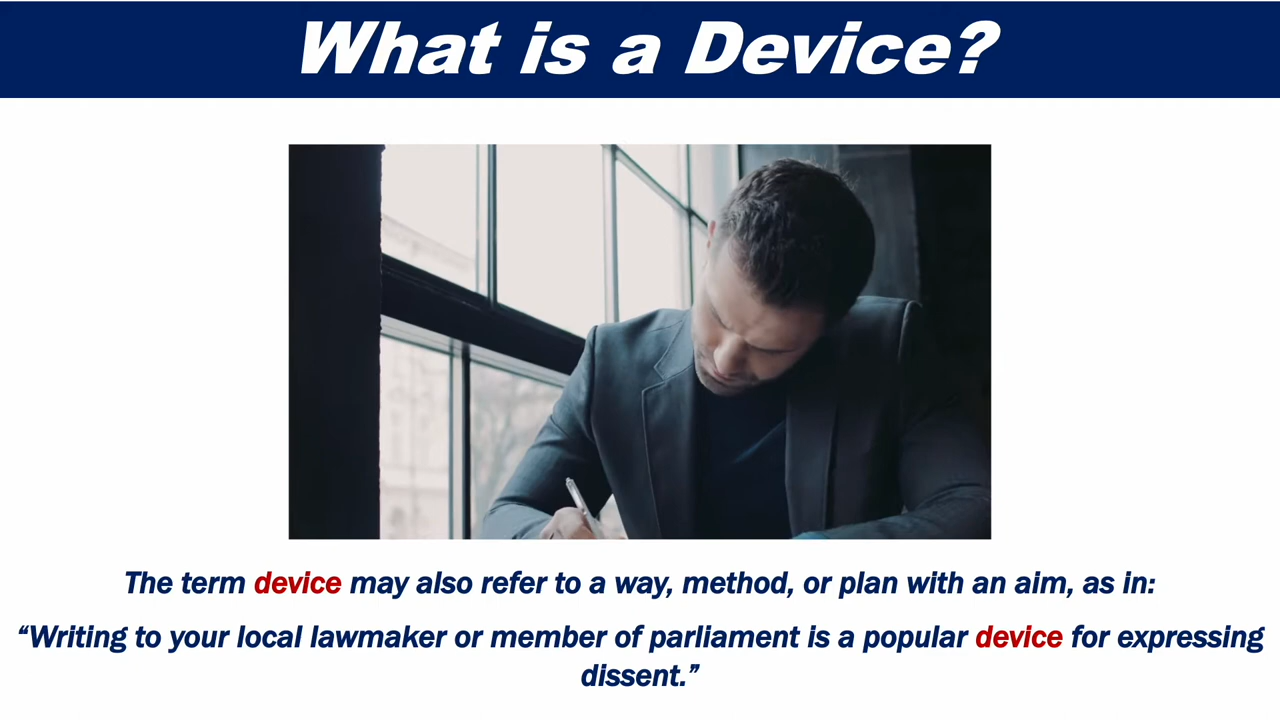 What is a Device?
The term device may also refer to a way, method, or plan with an aim, as in:
“Writing to your local lawmaker or member of parliament is a popular device for expressing
dissent.”